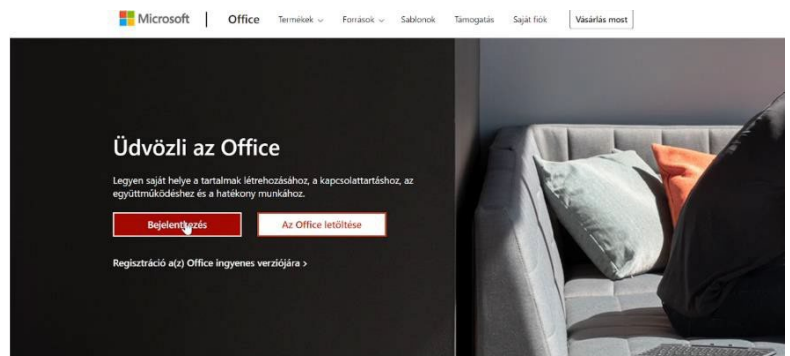 Microsoft Office Termékek Források Sablonok Támogatás Saját fiók Vásárlás most
Üdvözli az Office
Legyen saját helye a tartalmak létrehozásához, a kapcsolattartáshoz, az
együttműködéshez és a hatékony munkához.
Bejelentkezés Az Office letöltése
Regisztráció a(z) Office ingyenes verziójára >